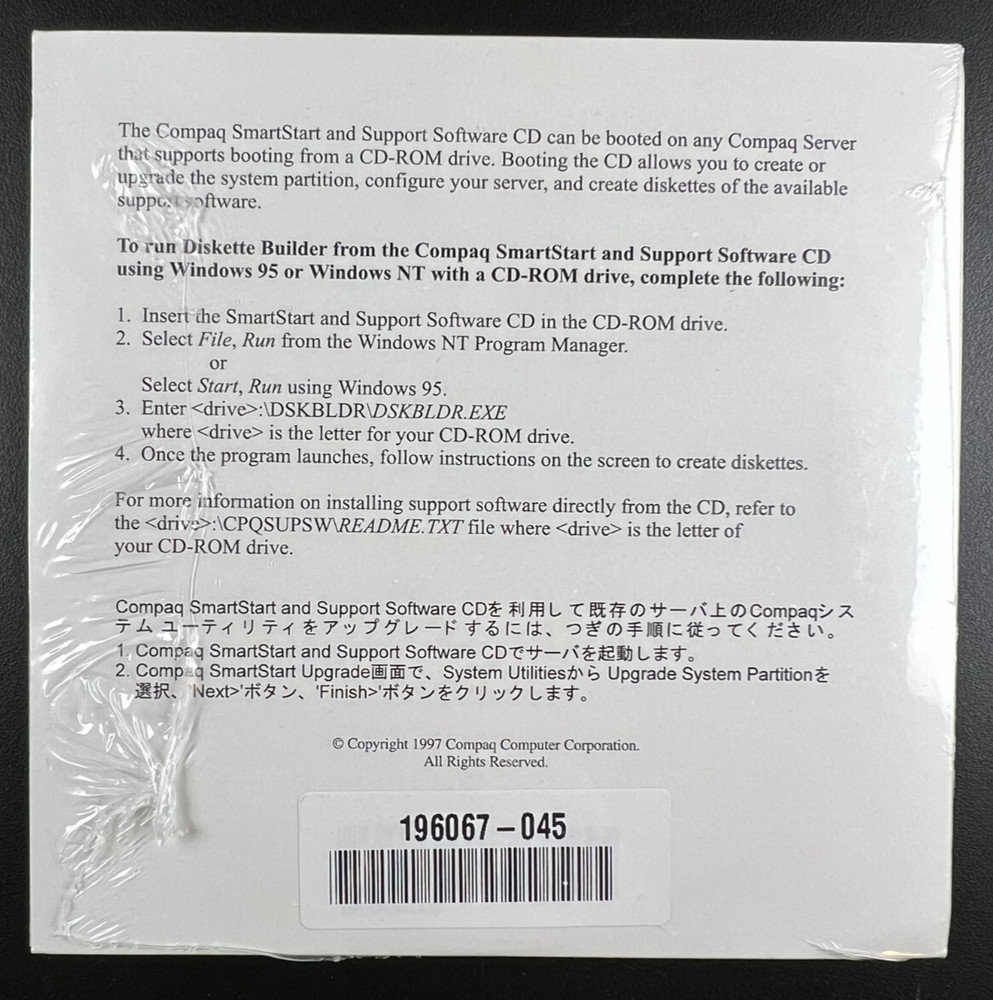 The Compaq SmartStart and Support Software CD can be booted on any Compaq Server
that supports booting from a CD-ROM drive. Booting the CD allows you to create or
upgrade the system partition, configure your server, and create diskettes of the available
support software.
To run Diskette Builder from the Compaq SmartStart and Support Software CD
using Windows 95 or Windows NT with a CD-ROM drive, complete the following:
1. Insert the SmartStart and Support Software CD in the CD-ROM drive.
2. Select File, Run from the Windows NT Program Manager.
or
Select Start, Run using Windows 95.
3. Enter <drive>:\DSKBLDR\DSKBLDR.EXE
where <drive> is the letter for your CD-ROM drive.
4. Once the program launches, follow instructions on the screen to create diskettes.
For more information on installing support software directly from the CD, refer to
the <drive>:\CPQSUPSW\README.TXT file where <drive> is the letter of
your CD-ROM drive.
Compaq SmartStart and Support Software CDを利用して既存のサーバ上のCompaqシス
テム ユーティリティをアップグレードするには、つぎの手順に従ってください。
1. Compaq SmartStart and Support Software CDでサーバを起動します。
2. Compaq SmartStart Upgrade画面で、System Utilitiesから Upgrade System Partitionを
選択、'Next>'ボタン、'Finish>'ボタンをクリックします。
© Copyright 1997 Compaq Computer Corporation.
All Rights Reserved.
196067-045